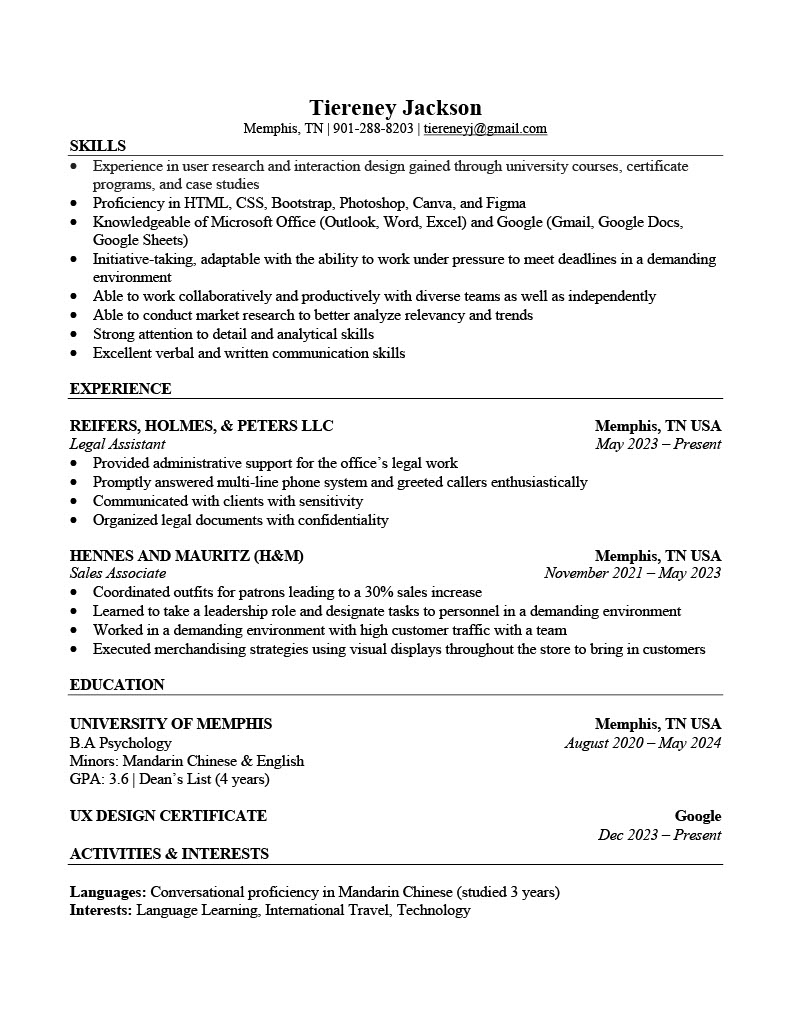 Tiereney Jackson
Memphis, TN | 901-288-8203 | tiereneyj@gmail.com
SKILLS
• Experience in user research and interaction design gained through university courses, certificate
programs, and case studies
• Proficiency in HTML, CSS, Bootstrap, Photoshop, Canva, and Figma
• Knowledgeable of Microsoft Office (Outlook, Word, Excel) and Google (Gmail, Google Docs,
Google Sheets)
• Initiative-taking, adaptable with the ability to work under pressure to meet deadlines in a demanding
environment
• Able to work collaboratively and productively with diverse teams as well as independently
• Able to conduct market research to better analyze relevancy and trends
• Strong attention to detail and analytical skills
• Excellent verbal and written communication skills
EXPERIENCE
REIFERS, HOLMES, & PETERS LLC Memphis, TN USA
Legal Assistant May 2023 – Present
• Provided administrative support for the office's legal work
• Promptly answered multi-line phone system and greeted callers enthusiastically
• Communicated with clients with sensitivity
• Organized legal documents with confidentiality
HENNES AND MAURITZ (H&M) Memphis, TN USA
Sales Associate November 2021 – May 2023
• Coordinated outfits for patrons leading to a 30% sales increase
• Learned to take a leadership role and designate tasks to personnel in a demanding environment
• Worked in a demanding environment with high customer traffic with a team
• Executed merchandising strategies using visual displays throughout the store to bring in customers
EDUCATION
UNIVERSITY OF MEMPHIS Memphis, TN USA
B.A Psychology August 2020 – May 2024
Minors: Mandarin Chinese & English
GPA: 3.6 | Dean's List (4 years)
UX DESIGN CERTIFICATE Google
Dec 2023 – Present
ACTIVITIES & INTERESTS
Languages: Conversational proficiency in Mandarin Chinese (studied 3 years)
Interests: Language Learning, International Travel, Technology